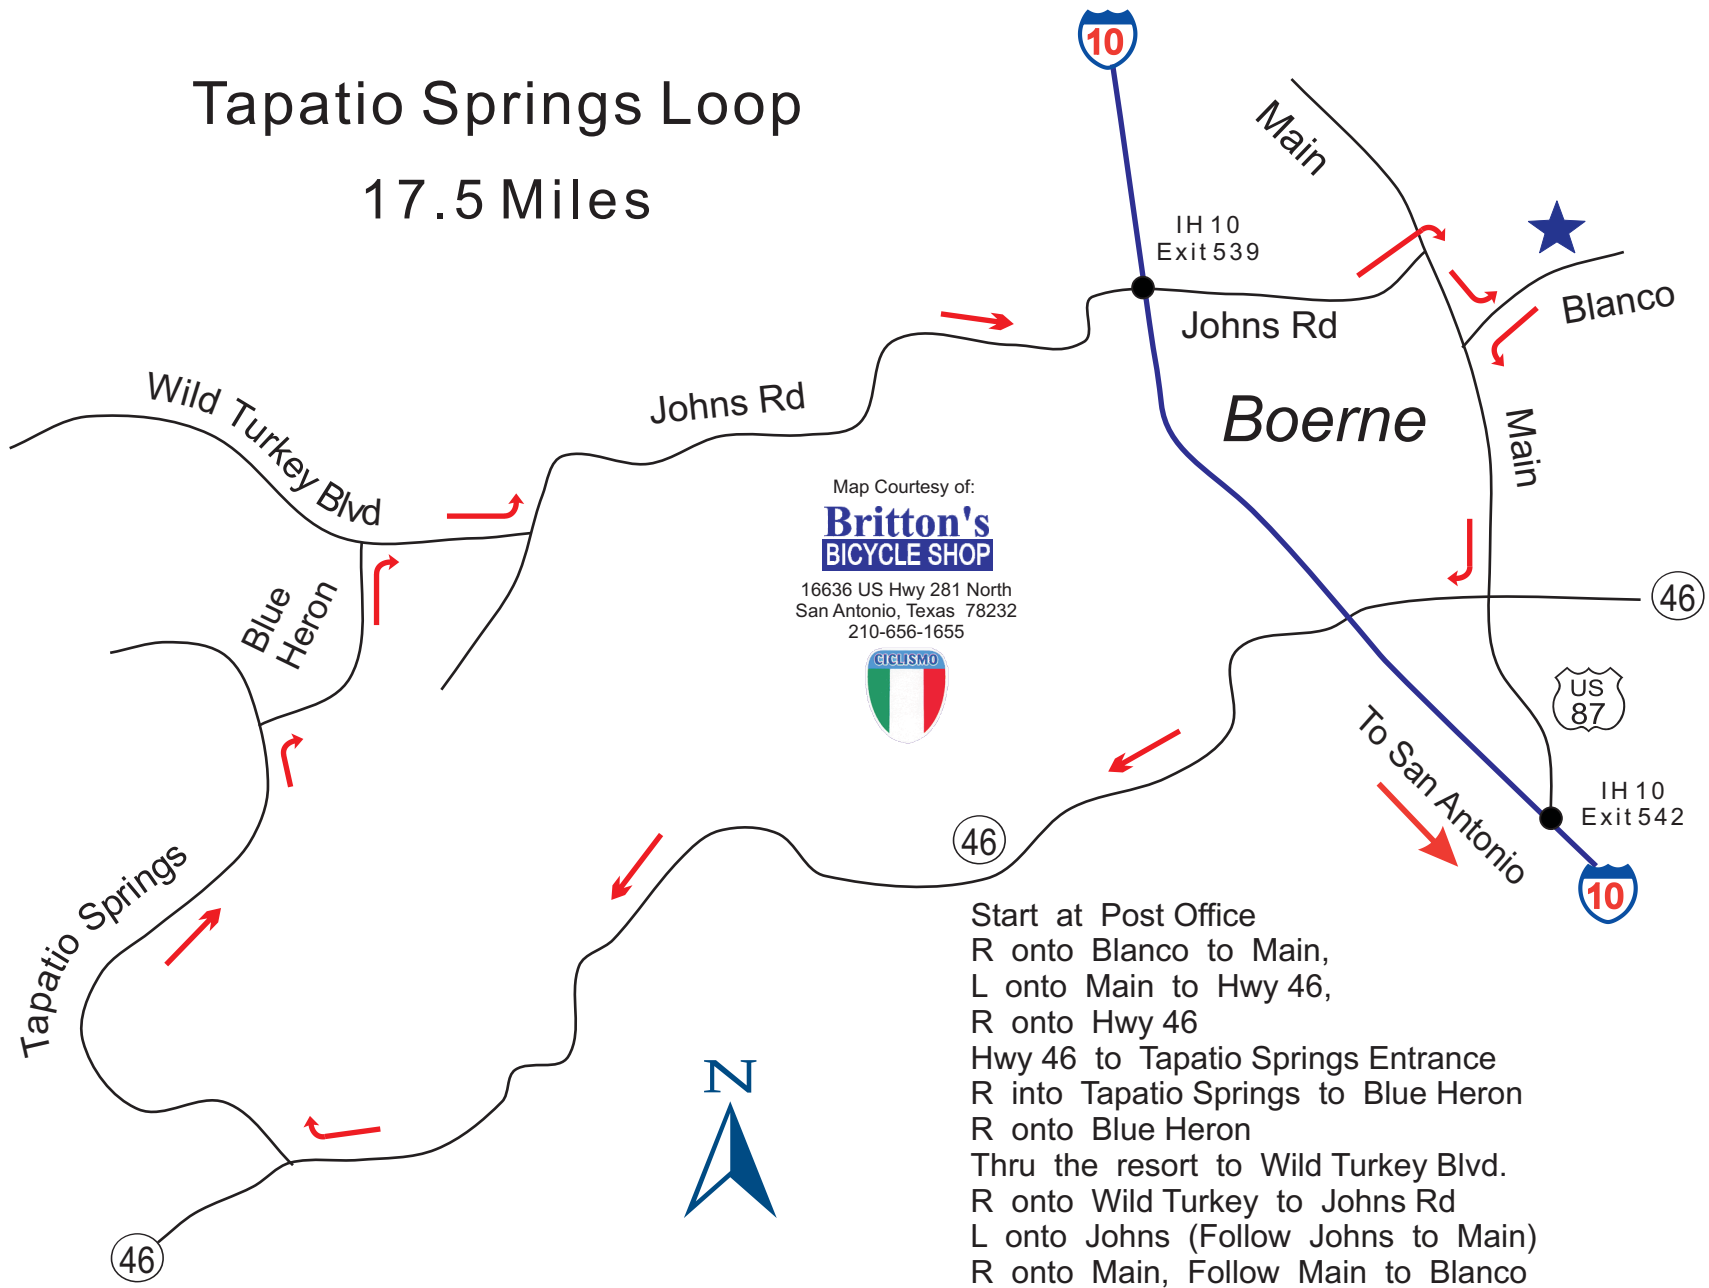 Tapatio Springs Loop
17.5 Miles
10
Main
IH 10
Exit 539
Blanco
Johns Rd
Boerne
Main
Johns Rd
Wild Turkey Blvd
Blue
Heron
Map Courtesy of:
Britton's
BICYCLE SHOP
16636 US Hwy 281 North
San Antonio, Texas 78232
210-656-1655
CICLISMO
46
US
87
To San Antonio
IH 10
Exit 542
10
46
Tapatio Springs
N
46
Start at Post Office
R onto Blanco to Main,
L onto Main to Hwy 46,
R onto Hwy 46
Hwy 46 to Tapatio Springs Entrance
R into Tapatio Springs to Blue Heron
R onto Blue Heron
Thru the resort to Wild Turkey Blvd.
R onto Wild Turkey to Johns Rd
L onto Johns (Follow Johns to Main)
R onto Main, Follow Main to Blanco